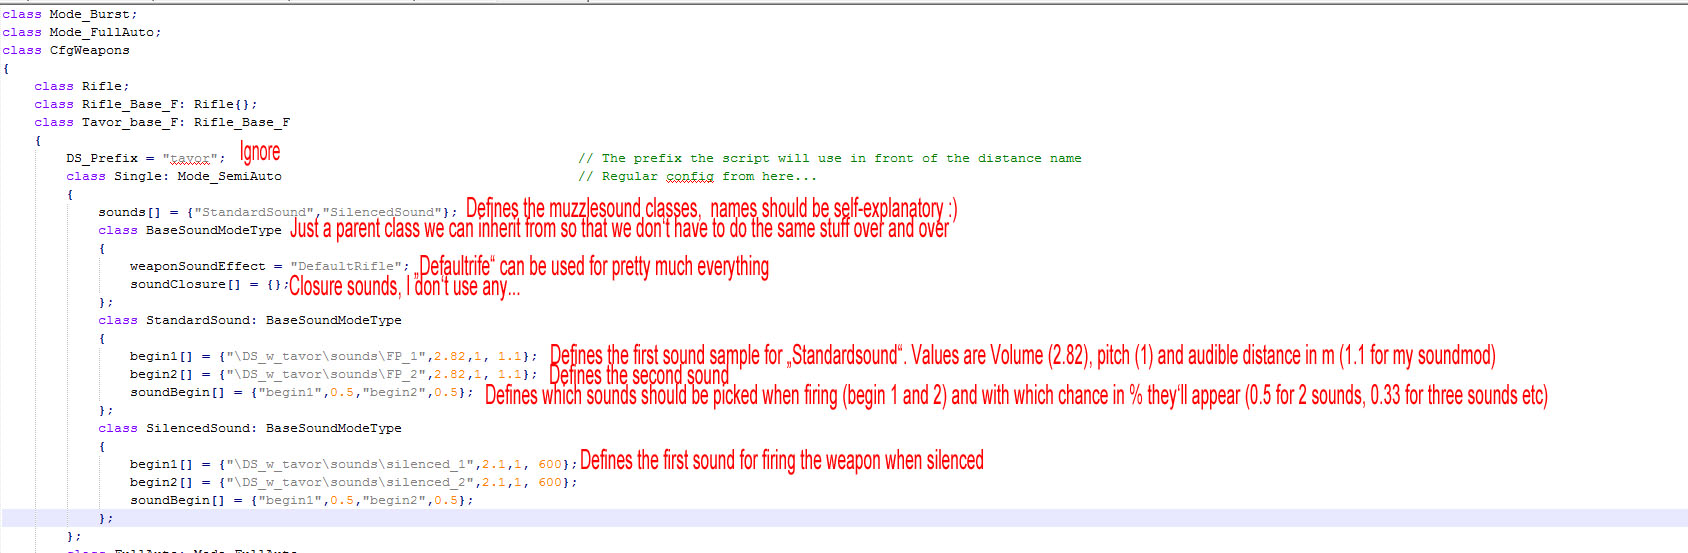 class Mode_Burst;
class Mode_FullAuto;
class CfgWeapons
{
class Rifle;
class Rifle_Base_F: Rifle{};
class Tavor_base_F: Rifle_Base_F
{
DS_Prefix = "tavor"; Ignore // The prefix the script will use in front of the distance name
class Single: Mode_SemiAuto // Regular config from here...
{
sounds[] = {"StandardSound","SilencedSound"}; Defines the muzzlesound classes, names should be self-explanatory :)
class BaseSoundModeType Just a parent class we can inherit from so that we don't have to do the same stuff over and over
{
weaponSoundEffect = "DefaultRifle"; „Defaultrife“ can be used for pretty much everything
soundClosure[] = {}; Closure sounds, I don't use any...
};
class StandardSound: BaseSoundModeType
{
begin1[] = {"\DS_w_tavor\sounds\FP_1",2.82,1, 1.1}; Defines the first sound sample for „Standardsound“. Values are Volume (2.82), pitch (1) and audible distance in m (1.1 for my soundmod)
begin2[] = {"\DS_w_tavor\sounds\FP_2",2.82,1, 1.1}; Defines the second sound
soundBegin[] = {"begin1",0.5,"begin2",0.5}; Defines which sounds should be picked when firing (begin 1 and 2) and with which chance in % they'll appear (0.5 for 2 sounds, 0.33 for three sounds etc)
};
class SilencedSound: BaseSoundModeType
{
begin1[] = {"\DS_w_tavor\sounds\silenced_1",2.1,1, 600}; Defines the first sound for firing the weapon when silenced
begin2[] = {"\DS_w_tavor\sounds\silenced_2",2.1,1, 600};
soundBegin[] = {"begin1",0.5,"begin2",0.5};
};
};
class FullAuto: Mode_FullAuto